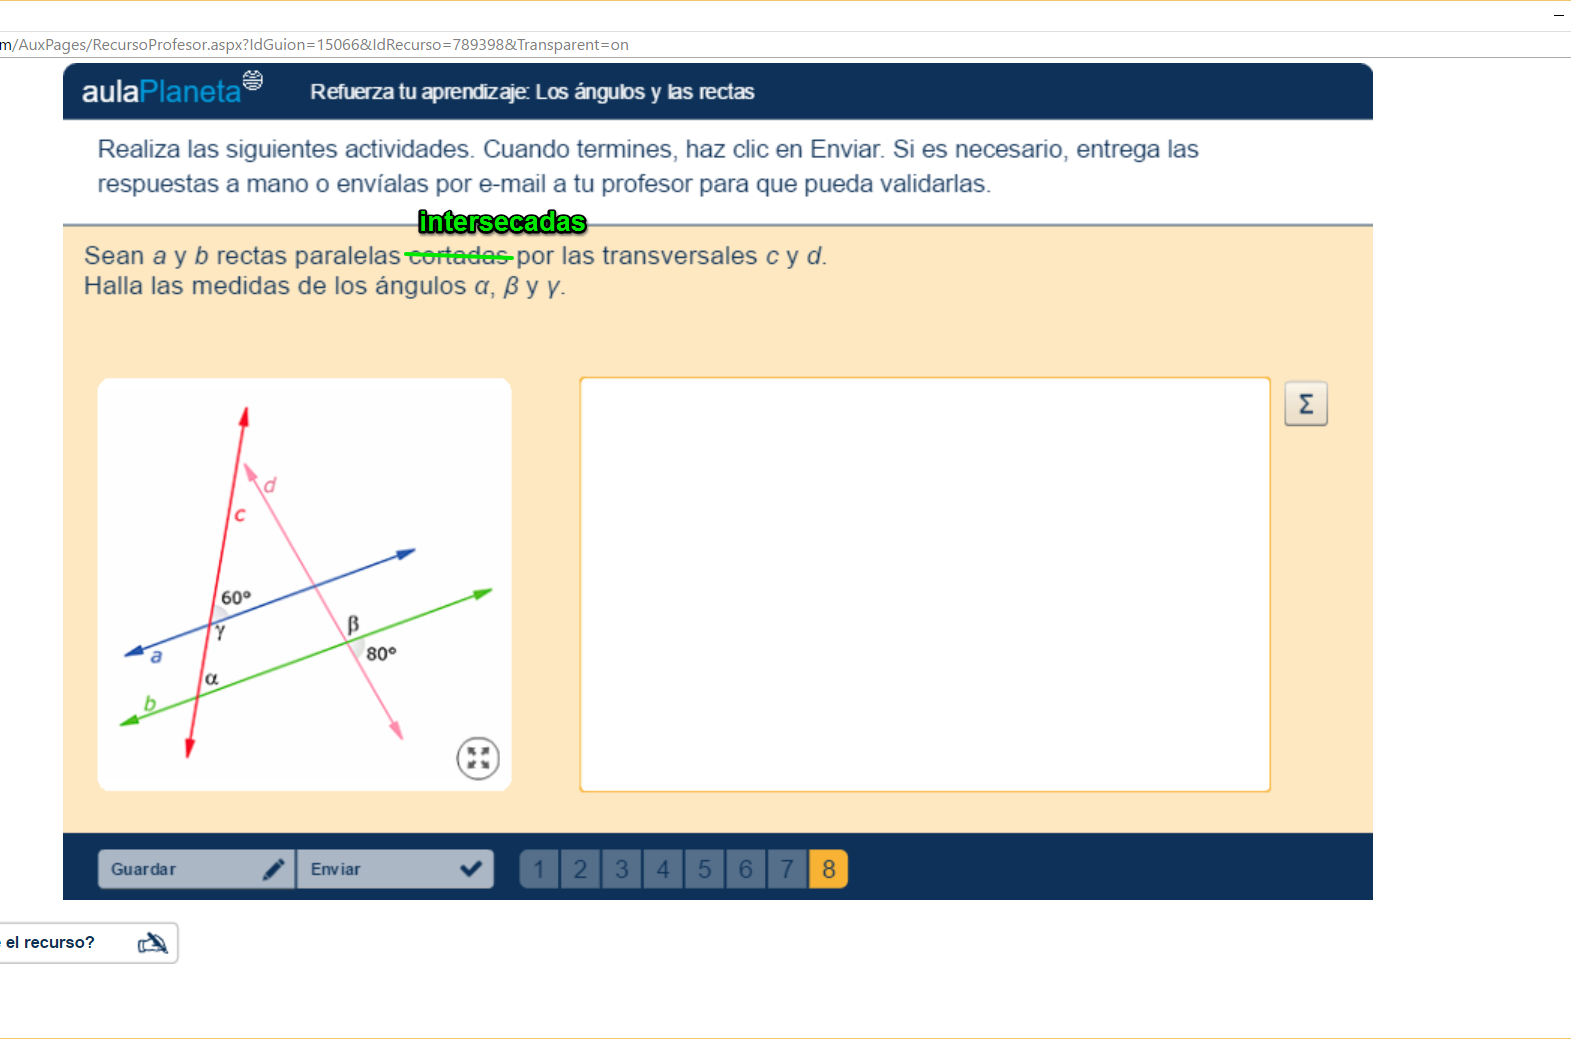 m/AuxPages/RecursoProfesor.aspx?IdGuion=15066&IdRecurso=789398&Transparent=on
aulaPlaneta
Refuerza tu aprendizaje: Los ángulos y las rectas
Realiza las siguientes actividades. Cuando termines, haz clic en Enviar. Si es necesario, entrega las
respuestas a mano o envíalas por e-mail a tu profesor para que pueda validarlas.
intersecadas
Sean a y b rectas paralelas cortadas por las transversales c y d.
Halla las medidas de los ángulos α, β y γ.
Σ
d
c
60º
γ
β
80º
a
α
b
Guardar
Enviar
1 2 3 4 5 6 7 8
el recurso?